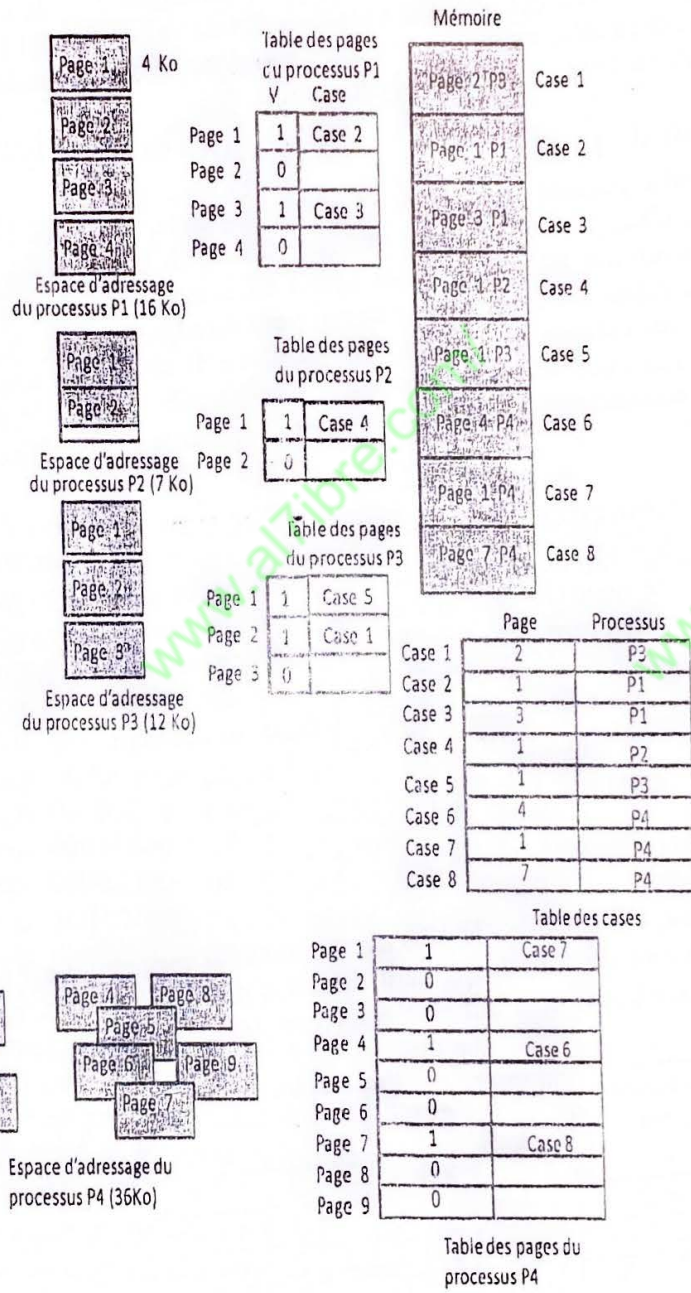 Mémoire
Table des pages
du processus P1
V Case
Page 1 4 Ko
Page 2
Page 3
Page 4
Espace d'adressage
du processus P1 (16 Ko)
Page 1 1 Case 2
Page 2 0
Page 3 1 Case 3
Page 4 0
Page 2 P3 Case 1
Page 1 P1 Case 2
Page 3 P1 Case 3
Page 1 P2 Case 4
Page 1 P3 Case 5
Page 4 P4 Case 6
Page 1 P4 Case 7
Page 7 P4 Case 8
Page 1
Page 2
Espace d'adressage
du processus P2 (7 Ko)
Table des pages
du processus P2
Page 1 1 Case 4
Page 2 0
Page 1
Page 2
Page 3
Espace d'adressage
du processus P3 (12 Ko)
Table des pages
du processus P3
Page 1 1 Case 5
Page 2 1 Case 1
Page 3 0
Page Processus
Case 1 2 P3
Case 2 1 P1
Case 3 3 P1
Case 4 1 P2
Case 5 1 P3
Case 6 4 P4
Case 7 1 P4
Case 8 7 P4
Table des cases
Page 4 Page 8
Page 5
Page 6 Page 9
Page 7
Espace d'adressage du
processus P4 (36Ko)
Page 1 1 Case 7
Page 2 0
Page 3 0
Page 4 1 Case 6
Page 5 0
Page 6 0
Page 7 1 Case 8
Page 8 0
Page 9 0
Table des pages du
processus P4
www.al7ibre.com/